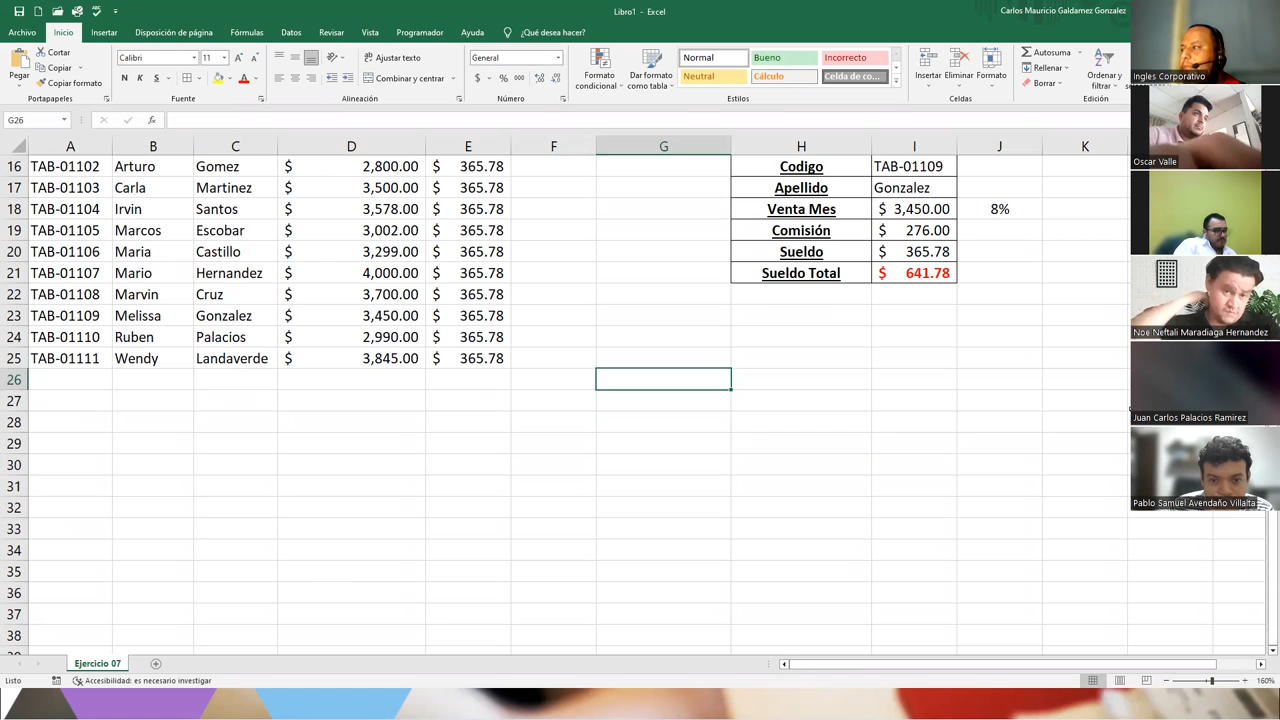 Libro1 - Excel
Carlos Mauricio Galdamez Gonzalez
Archivo Inicio Insertar Disposición de página Fórmulas Datos Revisar Vista Programador Ayuda ¿Qué desea hacer?
Pegar
Cortar
Copiar
Copiar formato
Portapapeles
Calibri 11
N K S
Fuente
Ajustar texto
Combinar y centrar
Alineación
General
$ % 000
Número
Formato condicional
Dar formato como tabla
Normal Bueno Incorrecto
Neutral Cálculo Celda de co...
Estilos
Insertar Eliminar Formato
Celdas
Autosuma
Rellenar
Borrar
Ordenar y filtrar
Edición
G26 fx
A B C D E F G H I J K
16 TAB-01102 Arturo Gomez $ 2,800.00 $ 365.78 Codigo TAB-01109
17 TAB-01103 Carla Martinez $ 3,500.00 $ 365.78 Apellido Gonzalez
18 TAB-01104 Irvin Santos $ 3,578.00 $ 365.78 Venta Mes $ 3,450.00 8%
19 TAB-01105 Marcos Escobar $ 3,002.00 $ 365.78 Comisión $ 276.00
20 TAB-01106 Maria Castillo $ 3,299.00 $ 365.78 Sueldo $ 365.78
21 TAB-01107 Mario Hernandez $ 4,000.00 $ 365.78 Sueldo Total $ 641.78
22 TAB-01108 Marvin Cruz $ 3,700.00 $ 365.78
23 TAB-01109 Melissa Gonzalez $ 3,450.00 $ 365.78
24 TAB-01110 Ruben Palacios $ 2,990.00 $ 365.78
25 TAB-01111 Wendy Landaverde $ 3,845.00 $ 365.78
26
27
28
29
30
31
32
33
34
35
36
37
38
Ejercicio 07
Listo Accesibilidad: es necesario investigar 160%
Ingles Corporativo
Oscar Valle
Noe Neftali Maradiaga Hernandez
Juan Carlos Palacios Ramirez
Pablo Samuel Avendaño Villalta